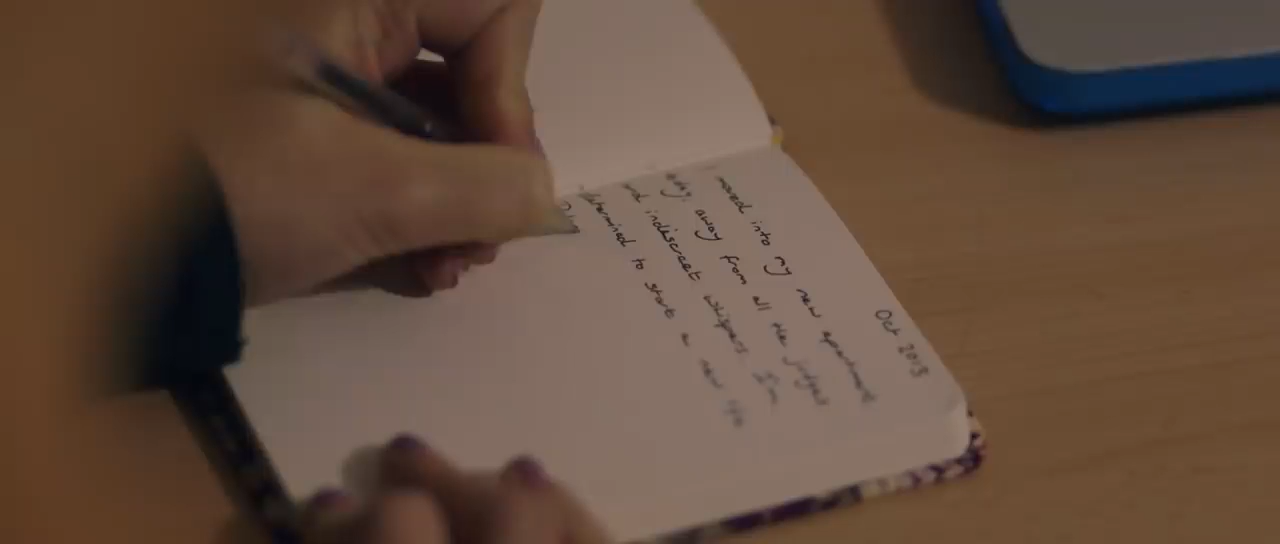 Oct 2013
moved into my new apartment
away from all the judges
and indiscreet whispers I'm
determined to start a new life